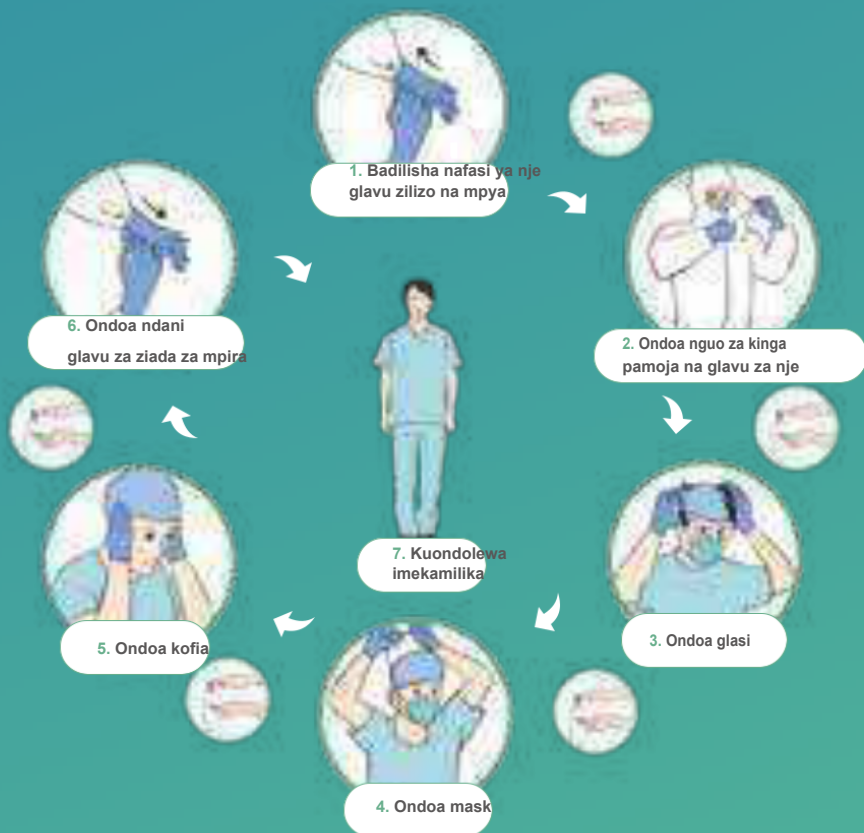 1. Badilisha nafasi ya nje
glavu zilizo na mpya
2. Ondoa nguo za kinga
pamoja na glavu za nje
3. Ondoa glasi
4. Ondoa mask
5. Ondoa kofia
6. Ondoa ndani
glavu za ziada za mpira
7. Kuondolewa
imekamilika